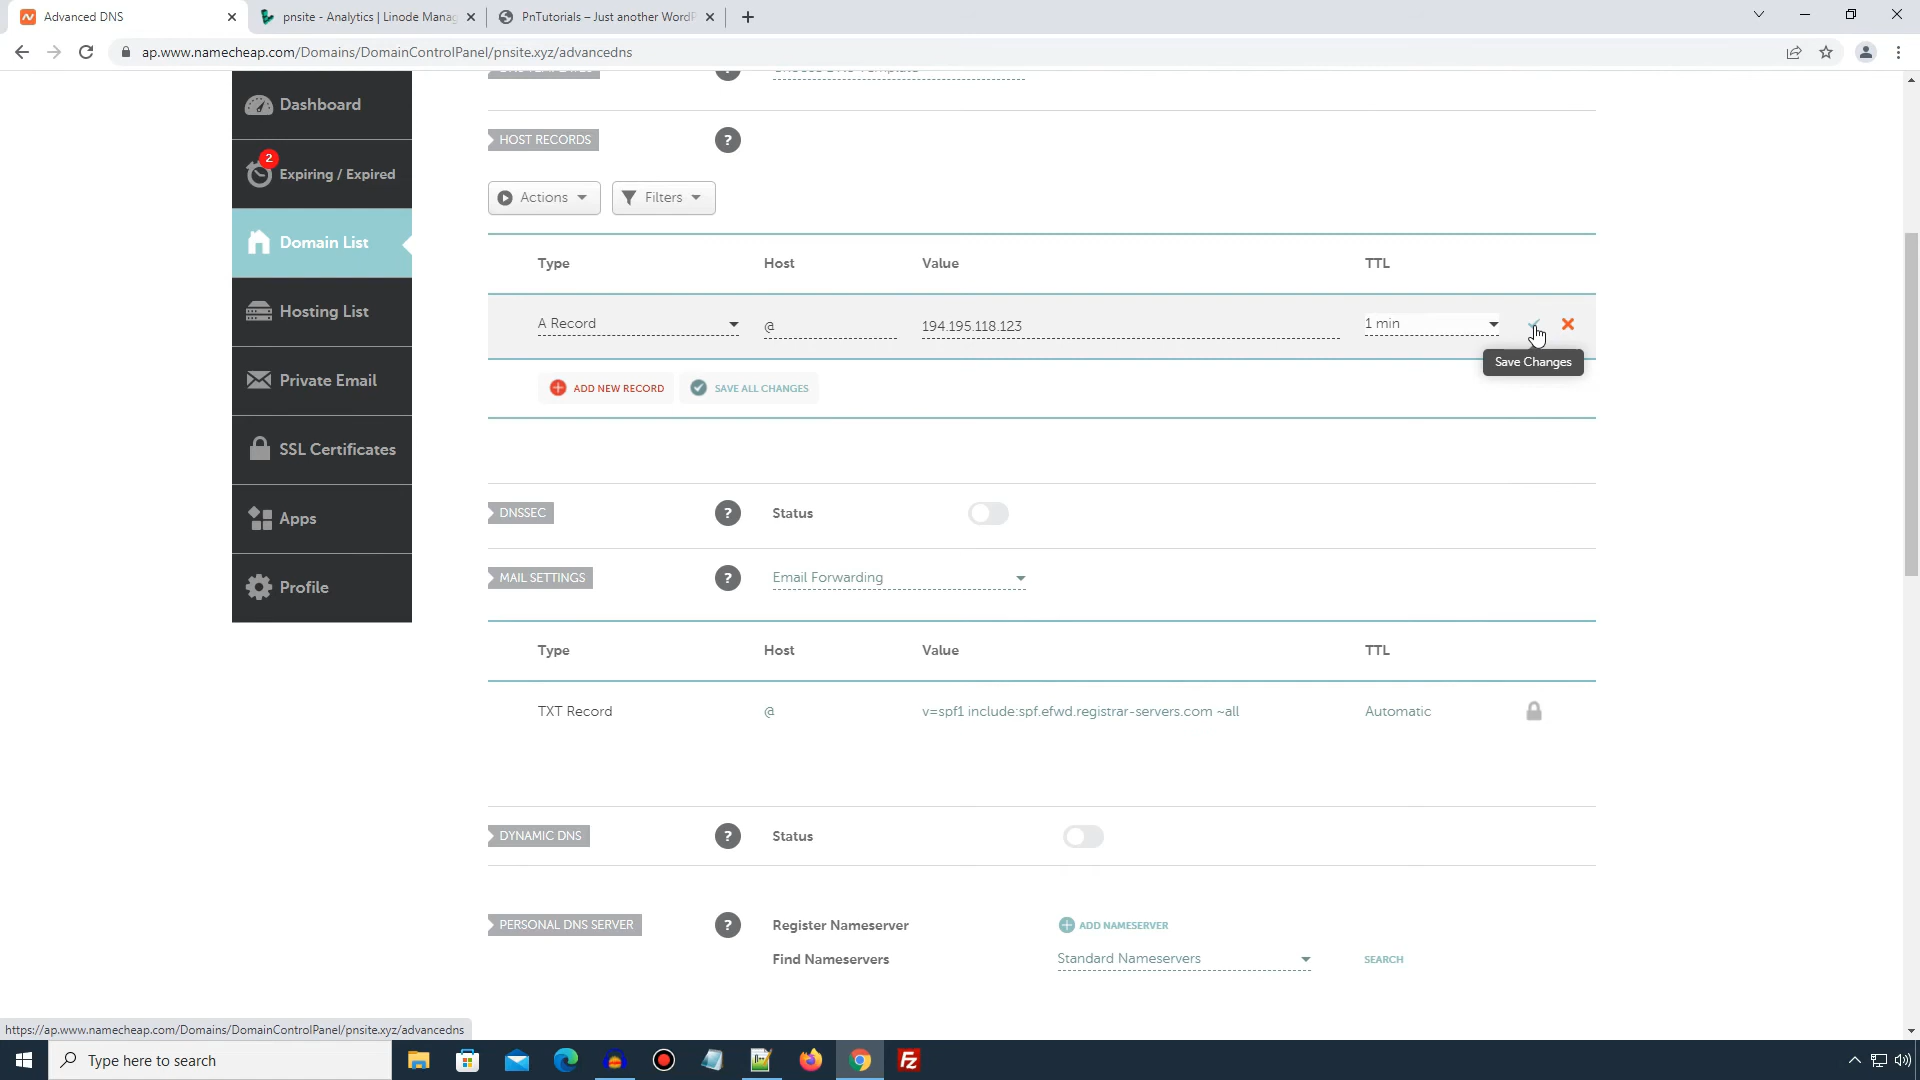 Advanced DNS
pnsite - Analytics | Linode Manag
PnTutorials – Just another WordP
ap.www.namecheap.com/Domains/DomainControlPanel/pnsite.xyz/advancedns
Dashboard
2
Expiring / Expired
Domain List
Hosting List
Private Email
SSL Certificates
Apps
Profile
?
HOST RECORDS
?
Actions
Filters
Type Host Value TTL
A Record @ 194.195.118.123 1 min
Save Changes
ADD NEW RECORD
SAVE ALL CHANGES
DNSSEC ? Status
MAIL SETTINGS ? Email Forwarding
Type Host Value TTL
TXT Record @ v=spf1 include:spf.efwd.registrar-servers.com ~all Automatic
DYNAMIC DNS ? Status
PERSONAL DNS SERVER ? Register Nameserver ADD NAMESERVER
Find Nameservers Standard Nameservers SEARCH
https://ap.www.namecheap.com/Domains/DomainControlPanel/pnsite.xyz/advancedns
Type here to search